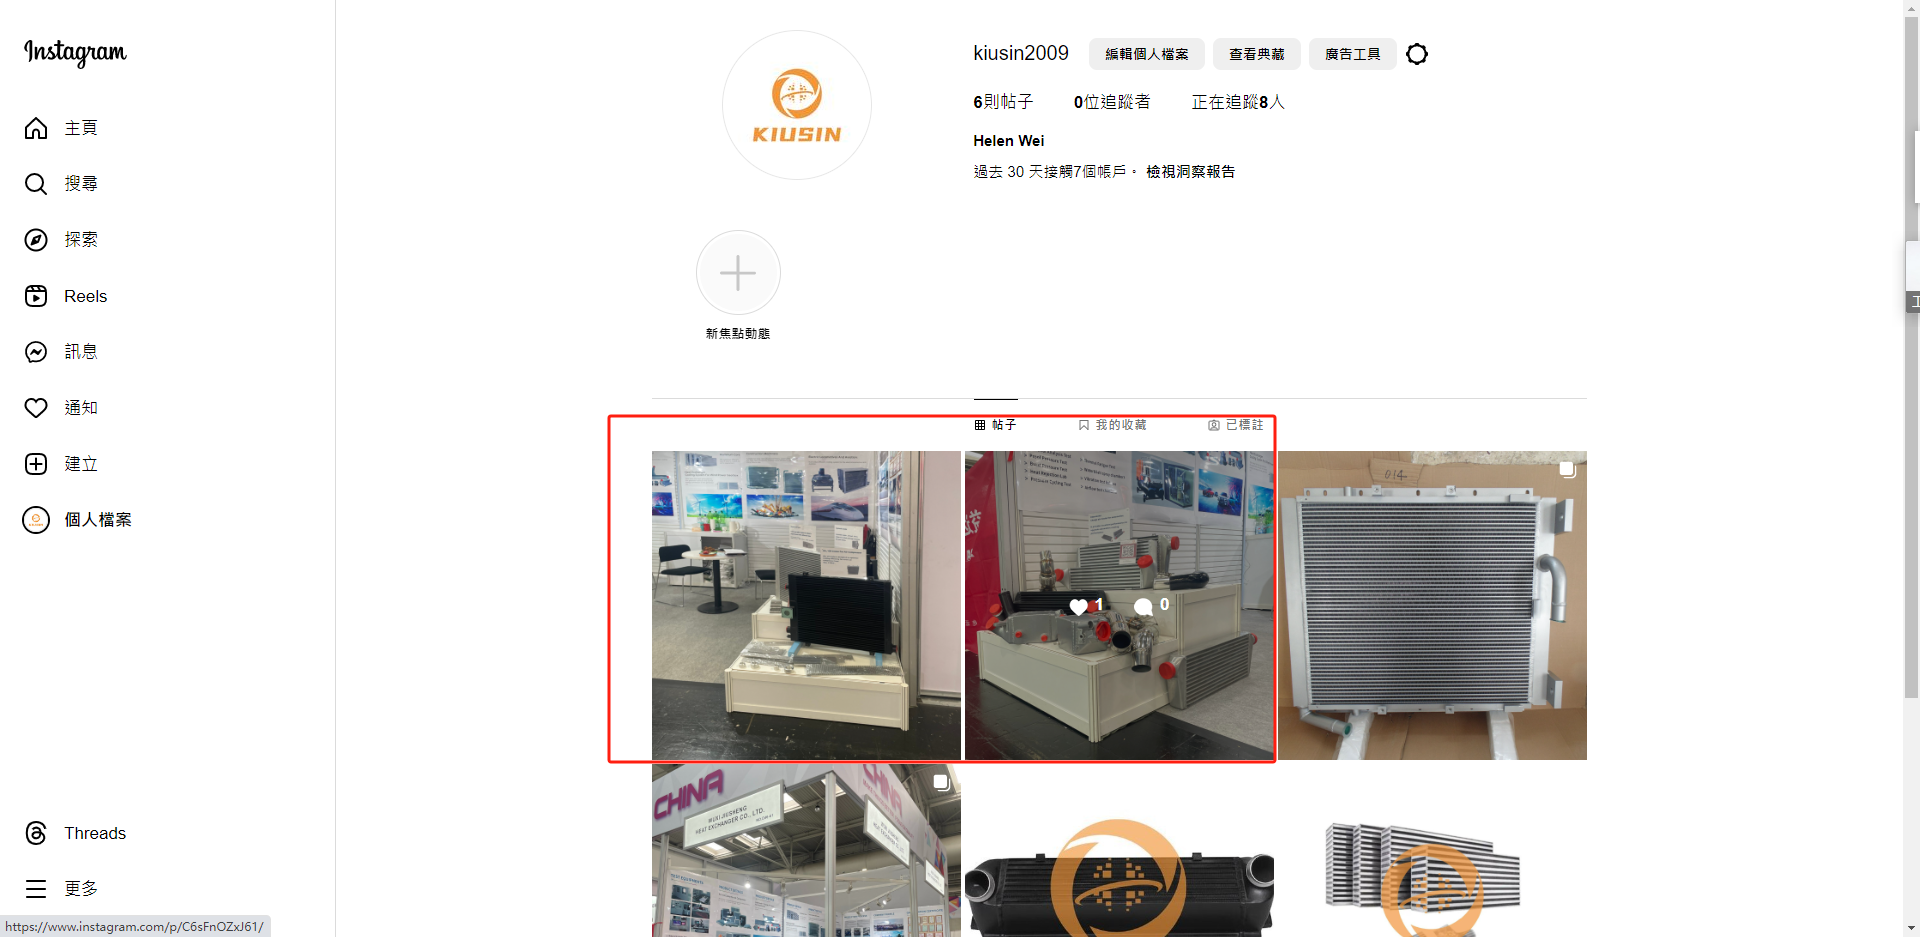 Instagram
主頁
搜尋
探索
Reels
訊息
通知
建立
個人檔案
Threads
更多
KIUSIN
kiusin2009
編輯個人檔案
查看典藏
廣告工具
6則帖子
0位追蹤者
正在追蹤8人
Helen Wei
過去 30 天接觸7個帳戶。 檢視洞察報告
新焦點動態
帖子
我的收藏
已標註
1
0
014
CHINA
WUXI JIUSHENG
HEAT EXCHANGER CO., LTD.
CHINA
工
https://www.instagram.com/p/C6sFnOZxJ61/